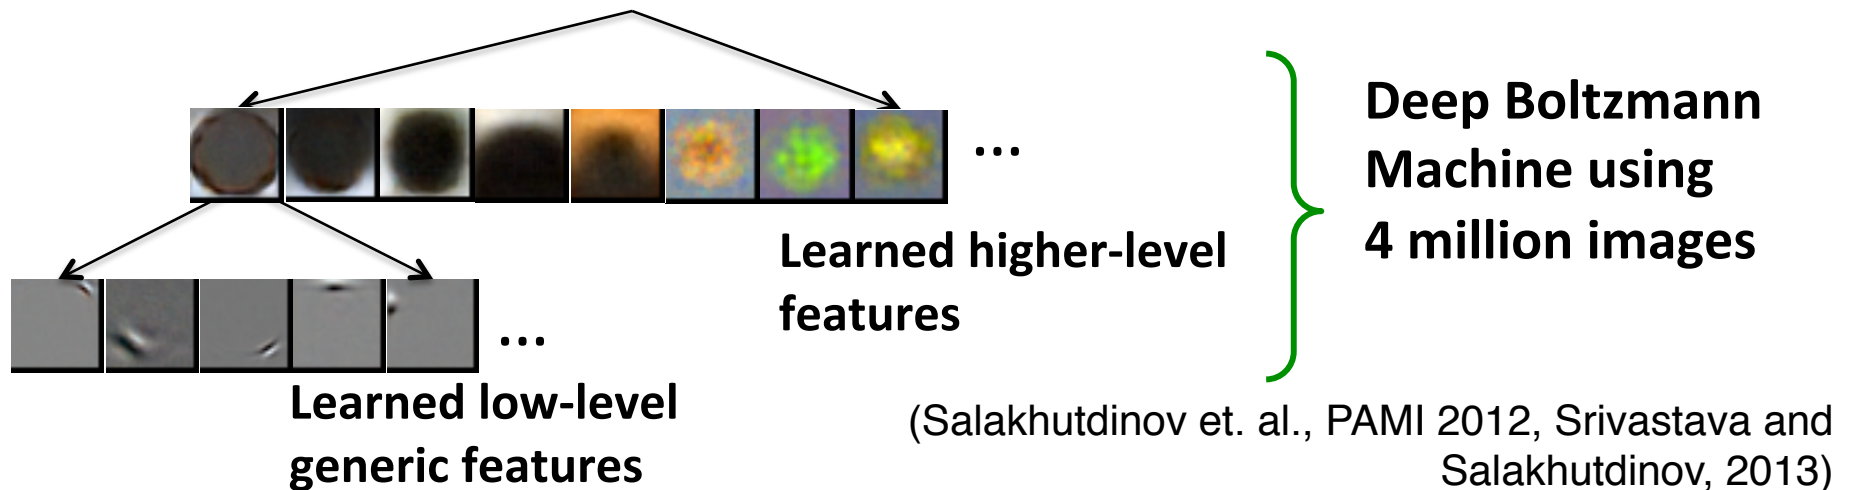 ...
Deep Boltzmann
Machine using
4 million images
Learned higher-level
features
...
Learned low-level
generic features
(Salakhutdinov et. al., PAMI 2012, Srivastava and
Salakhutdinov, 2013)